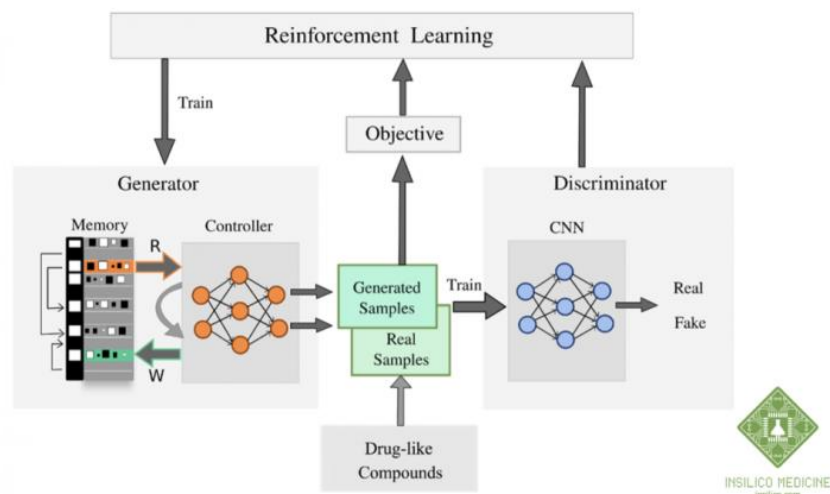 Reinforcement Learning
Train
Objective
Generator
Discriminator
Memory
Controller
CNN
R
Generated
Samples
Train
Real
Fake
Real
Samples
W
Drug-like
Compounds
INSILICO MEDICINE